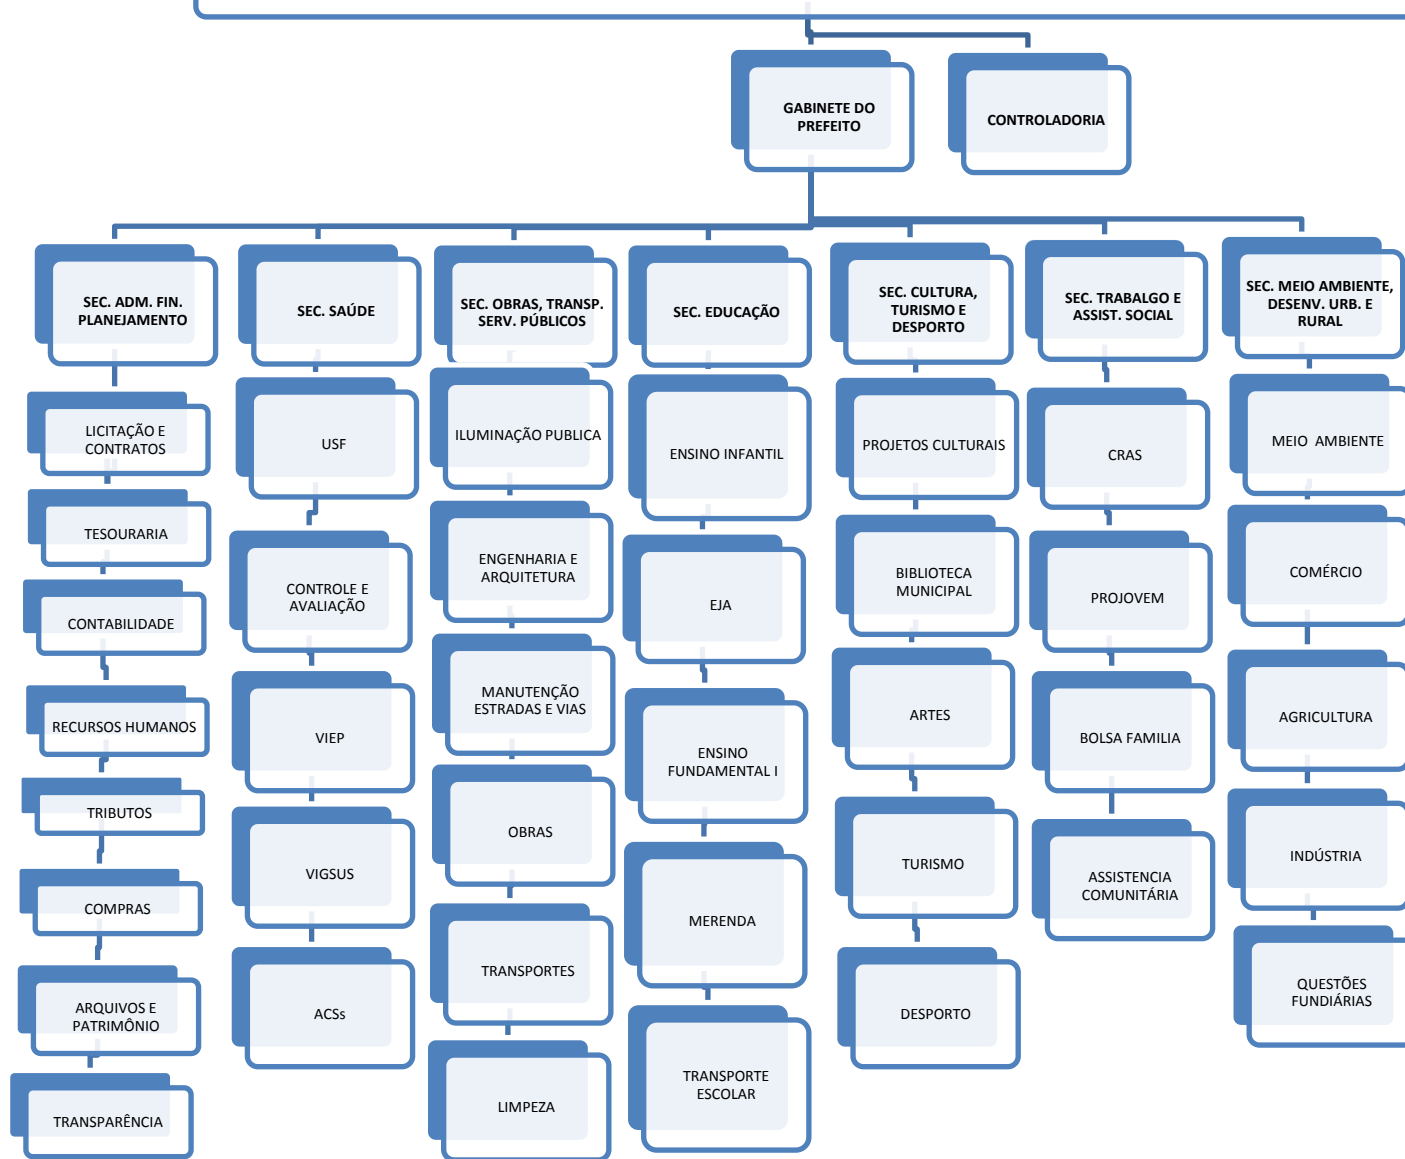 GABINETE DO
PREFEITO
CONTROLADORIA
SEC. ADM. FIN.
PLANEJAMENTO
SEC. SAÚDE
SEC. OBRAS, TRANSP.
SERV. PÚBLICOS
SEC. EDUCAÇÃO
SEC. CULTURA,
TURISMO E
DESPORTO
SEC. TRABALGO E
ASSIST. SOCIAL
SEC. MEIO AMBIENTE,
DESENV. URB. E
RURAL
LICITAÇÃO E
CONTRATOS
TESOURARIA
CONTABILIDADE
RECURSOS HUMANOS
TRIBUTOS
COMPRAS
ARQUIVOS E
PATRIMÔNIO
TRANSPARÊNCIA
USF
CONTROLE E
AVALIAÇÃO
VIEP
VIGSUS
ACSs
ILUMINAÇÃO PUBLICA
ENGENHARIA E
ARQUITETURA
MANUTENÇÃO
ESTRADAS E VIAS
OBRAS
TRANSPORTES
LIMPEZA
ENSINO INFANTIL
EJA
ENSINO
FUNDAMENTAL I
MERENDA
TRANSPORTE
ESCOLAR
PROJETOS CULTURAIS
BIBLIOTECA
MUNICIPAL
ARTES
TURISMO
DESPORTO
CRAS
PROJOVEM
BOLSA FAMILIA
ASSISTENCIA
COMUNITÁRIA
MEIO AMBIENTE
COMÉRCIO
AGRICULTURA
INDÚSTRIA
QUESTÕES
FUNDIÁRIAS